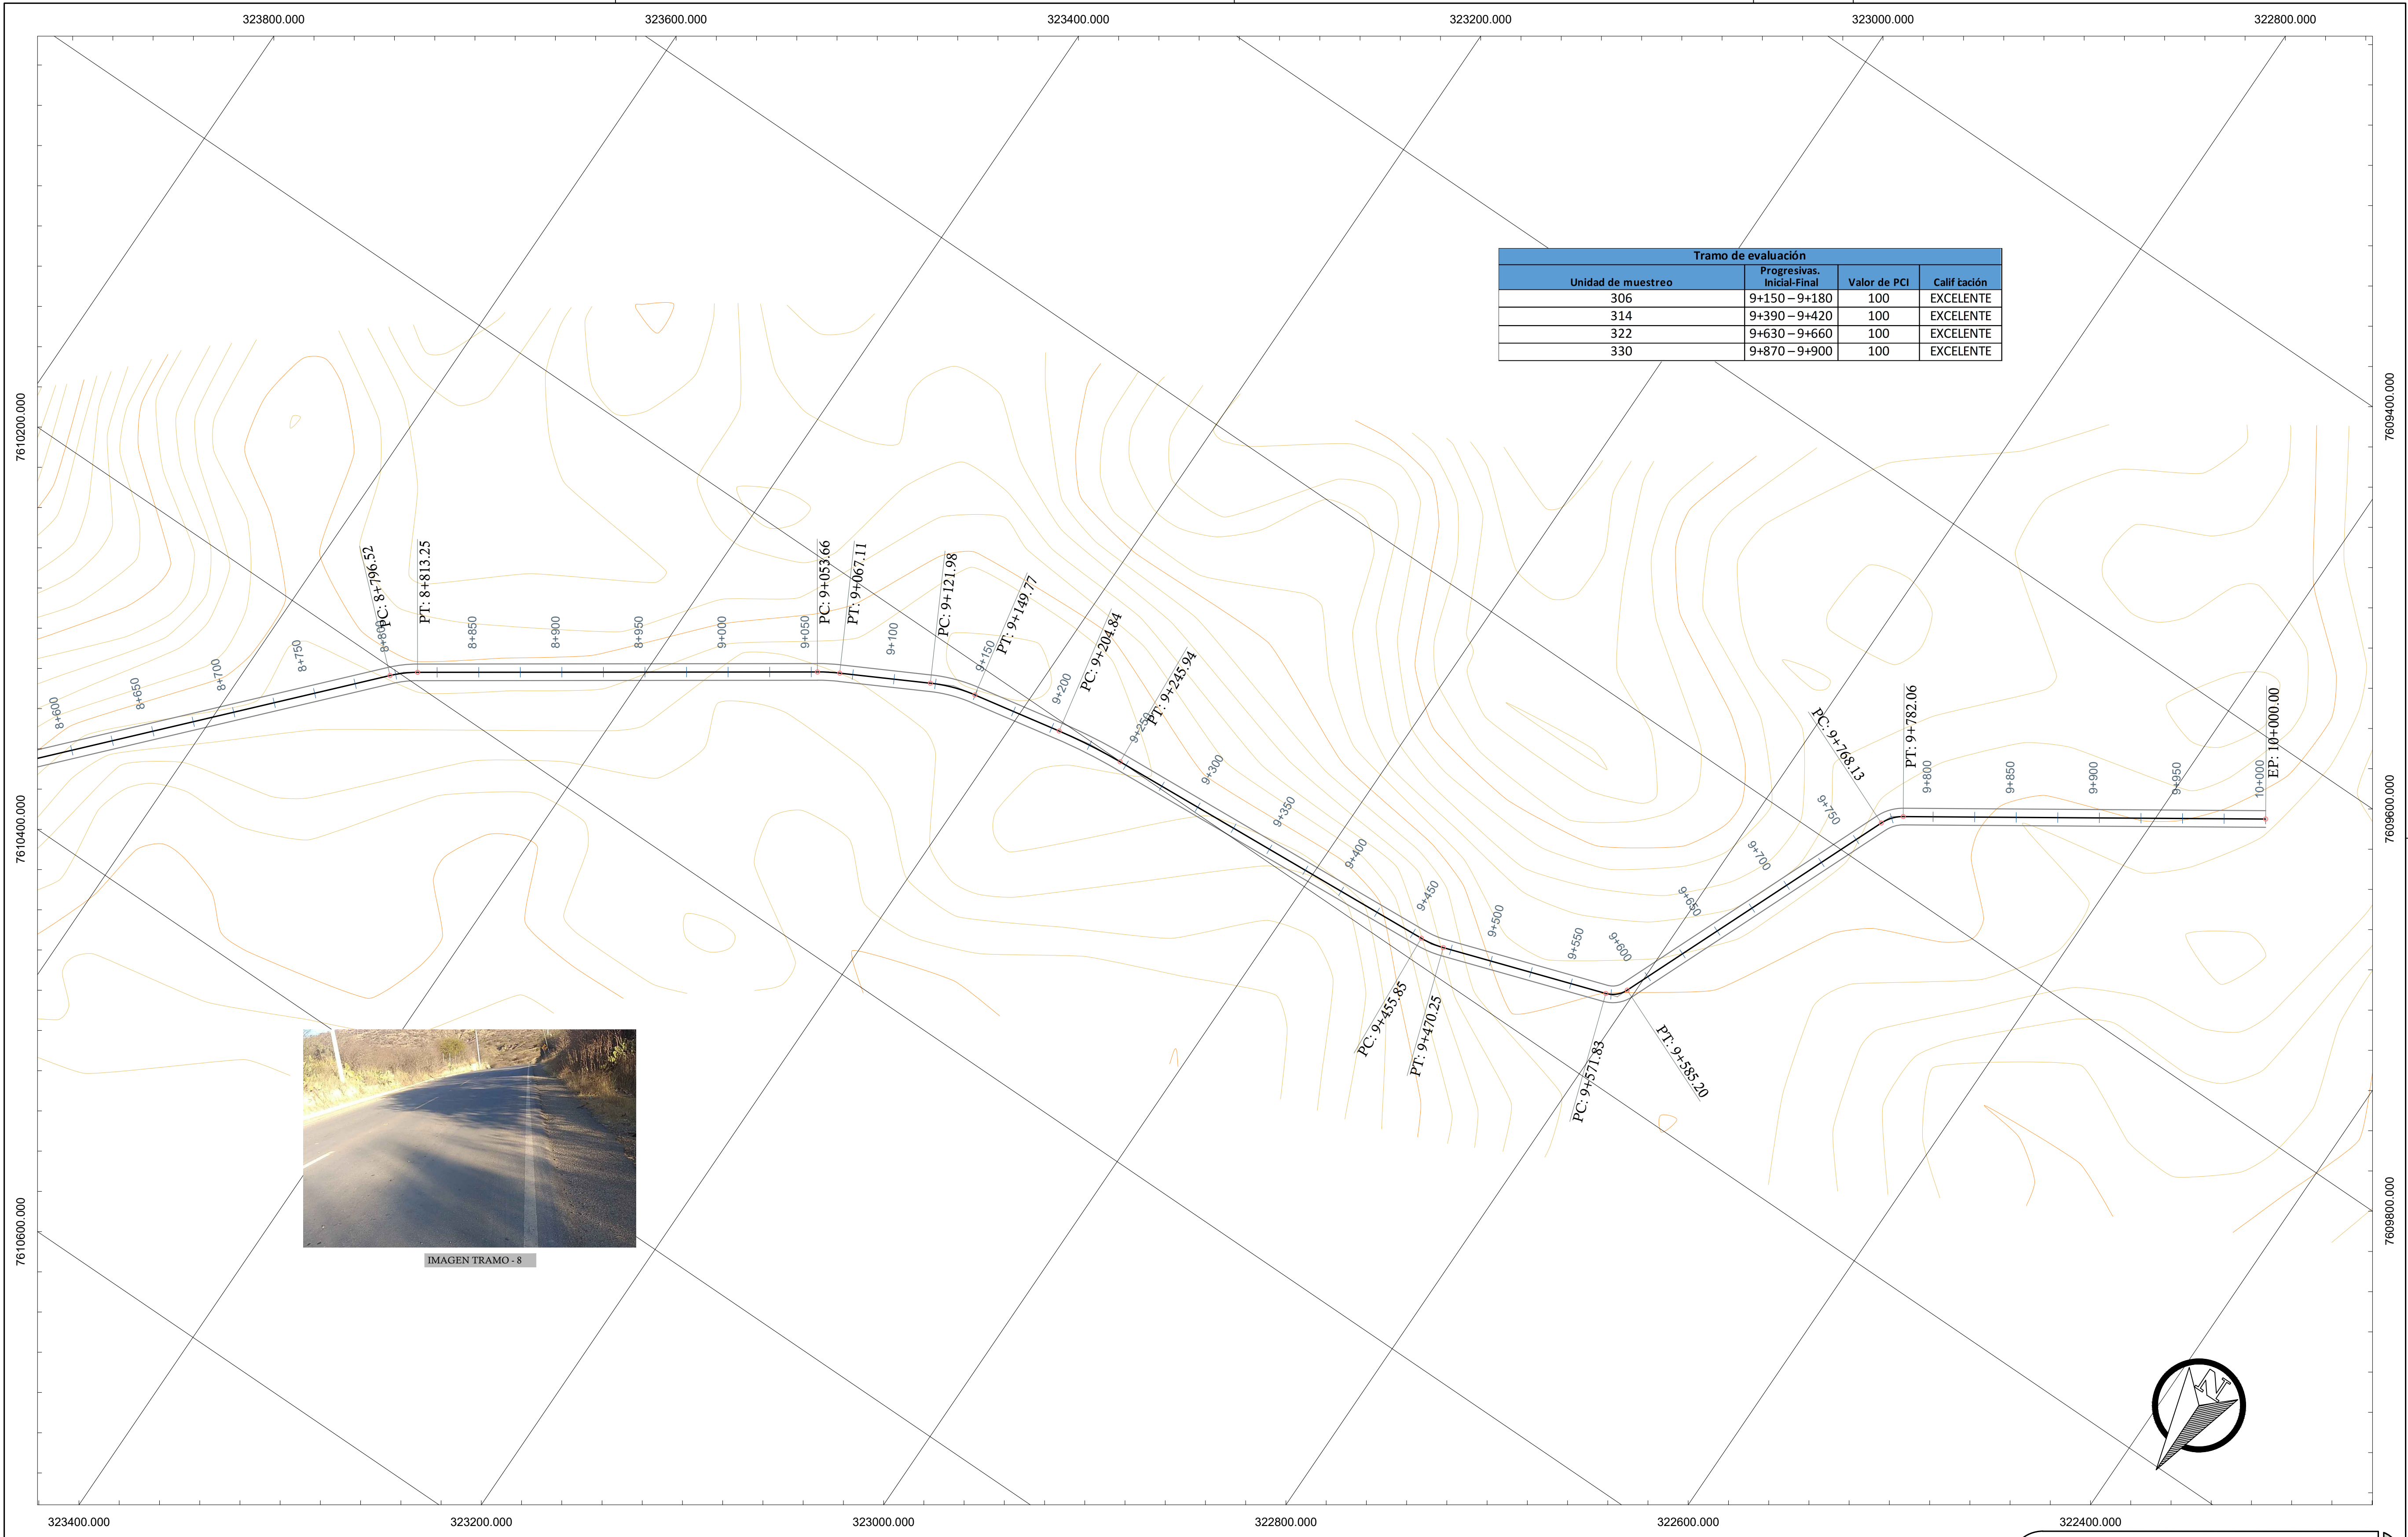 323800.000
323600.000
323400.000
323200.000
323000.000
322800.000
Tramo de evaluación
Unidad de muestreo
Progresivas. Inicial-Final
Valor de PCI
Calificación
306 9+150 – 9+180 100 EXCELENTE
314 9+390 – 9+420 100 EXCELENTE
322 9+630 – 9+660 100 EXCELENTE
330 9+870 – 9+900 100 EXCELENTE
7610200.000
7610400.000
7610600.000
7609400.000
7609600.000
7609800.000
8+600
8+650
8+700
8+750
8+800
PC: 8+796.52
PT: 8+813.25
8+850
8+900
8+950
9+000
9+050
PC: 9+053.66
PT: 9+067.11
9+100
PC: 9+121.98
9+150
PT: 9+149.77
9+200
PC: 9+204.84
9+250
PT: 9+245.94
9+300
9+350
9+400
9+450
PC: 9+455.85
PT: 9+470.25
9+500
9+550
PC: 9+571.83
9+600
PT: 9+585.20
9+650
9+700
9+750
PC: 9+768.13
PT: 9+782.06
9+800
9+850
9+900
9+950
10+000
EP: 10+000.00
IMAGEN TRAMO - 8
N
323400.000
323200.000
323000.000
322800.000
322600.000
322400.000